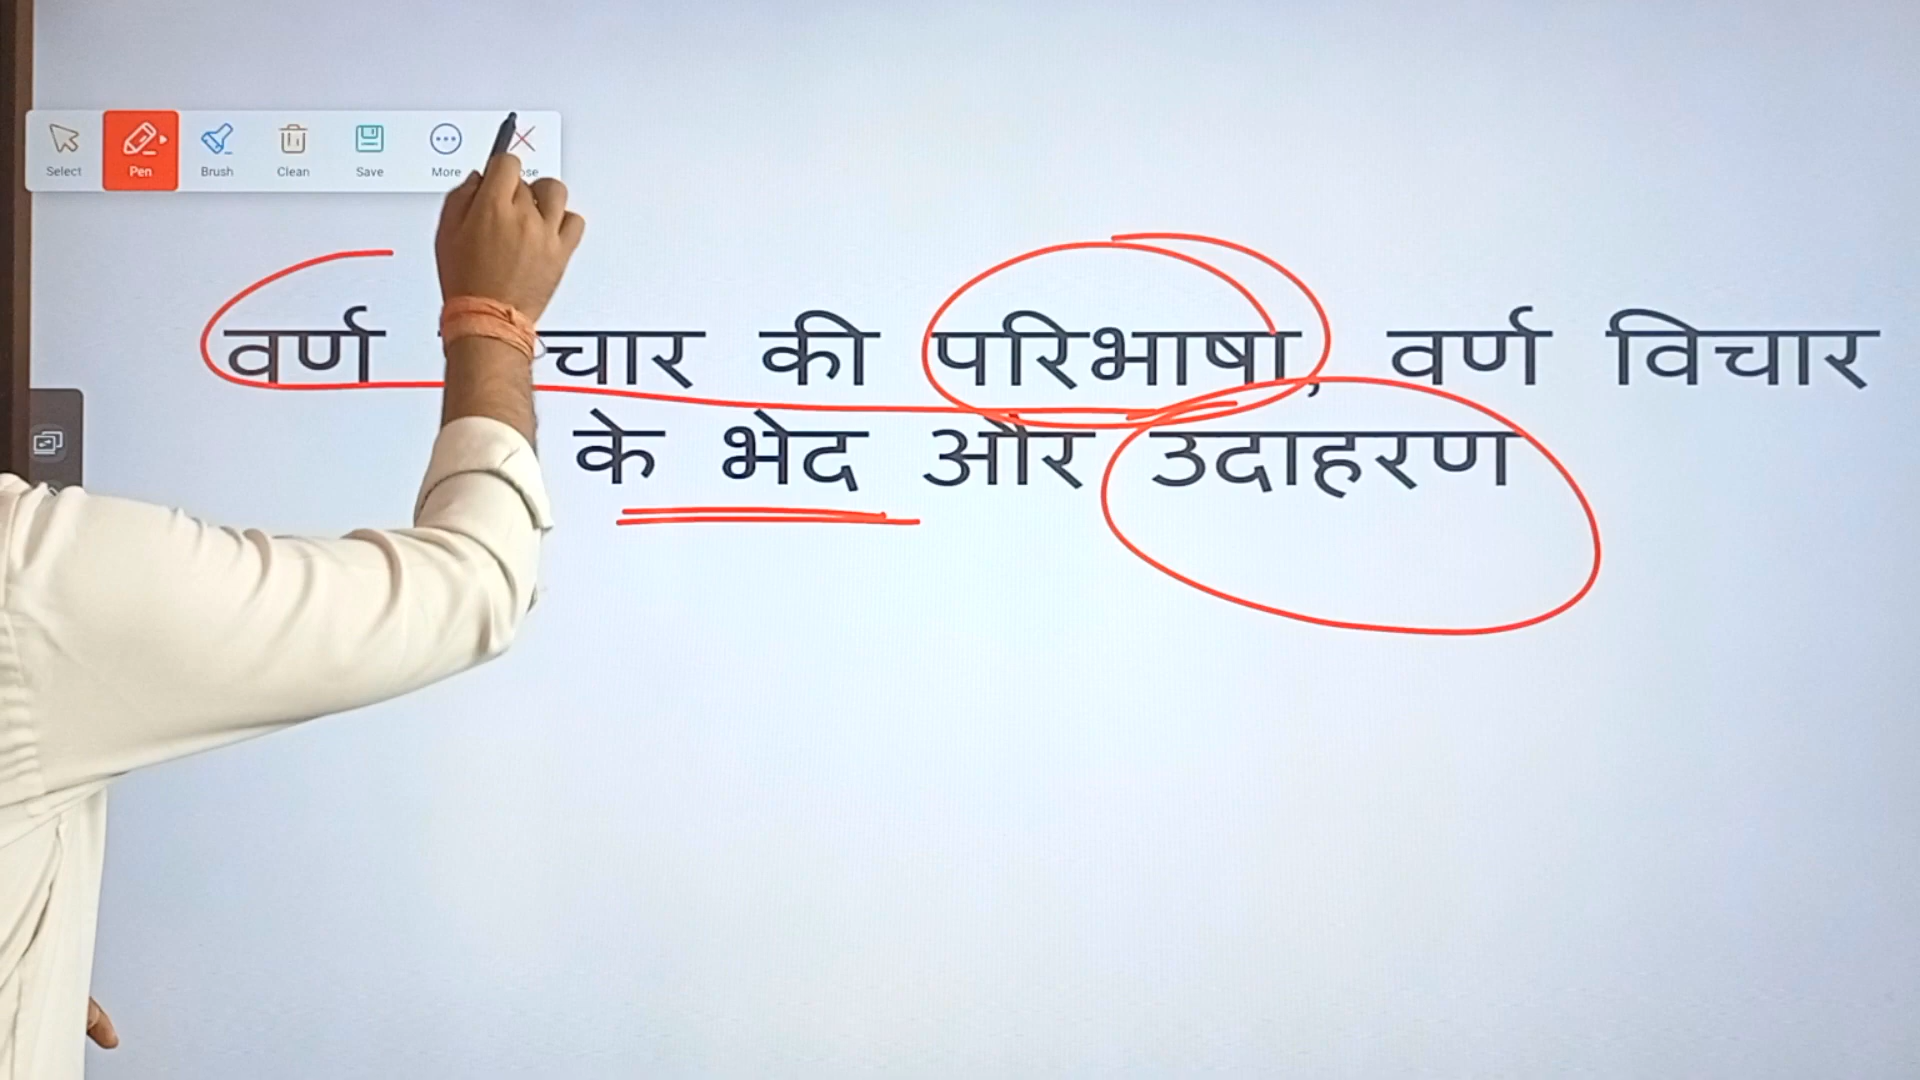 Select Pen Brush Clean Save More
वर्ण की परिभाषा, वर्ण विचार
के भेद और उदाहरण